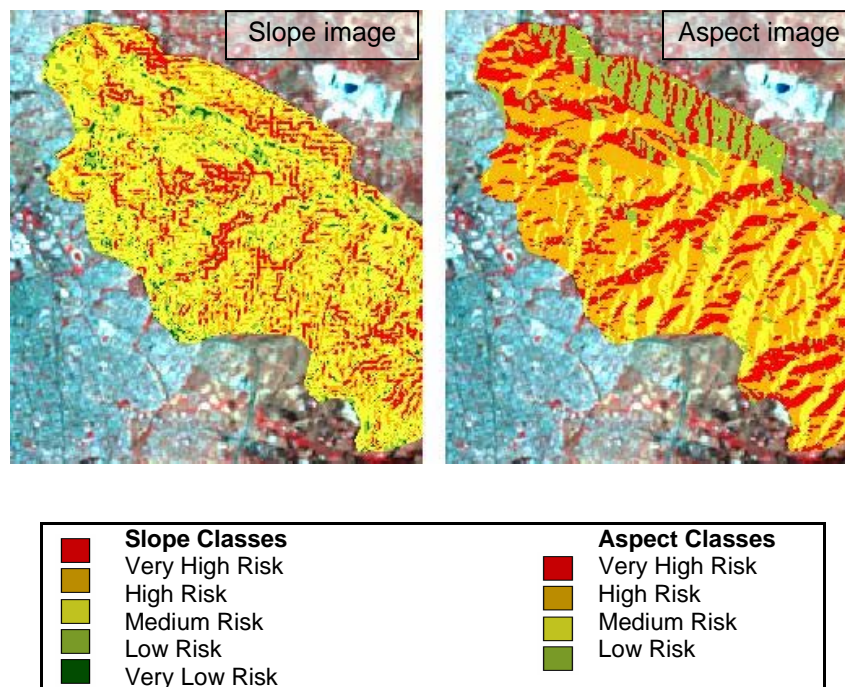 Slope image
Aspect image
Slope Classes
Very High Risk
High Risk
Medium Risk
Low Risk
Very Low Risk
Aspect Classes
Very High Risk
High Risk
Medium Risk
Low Risk